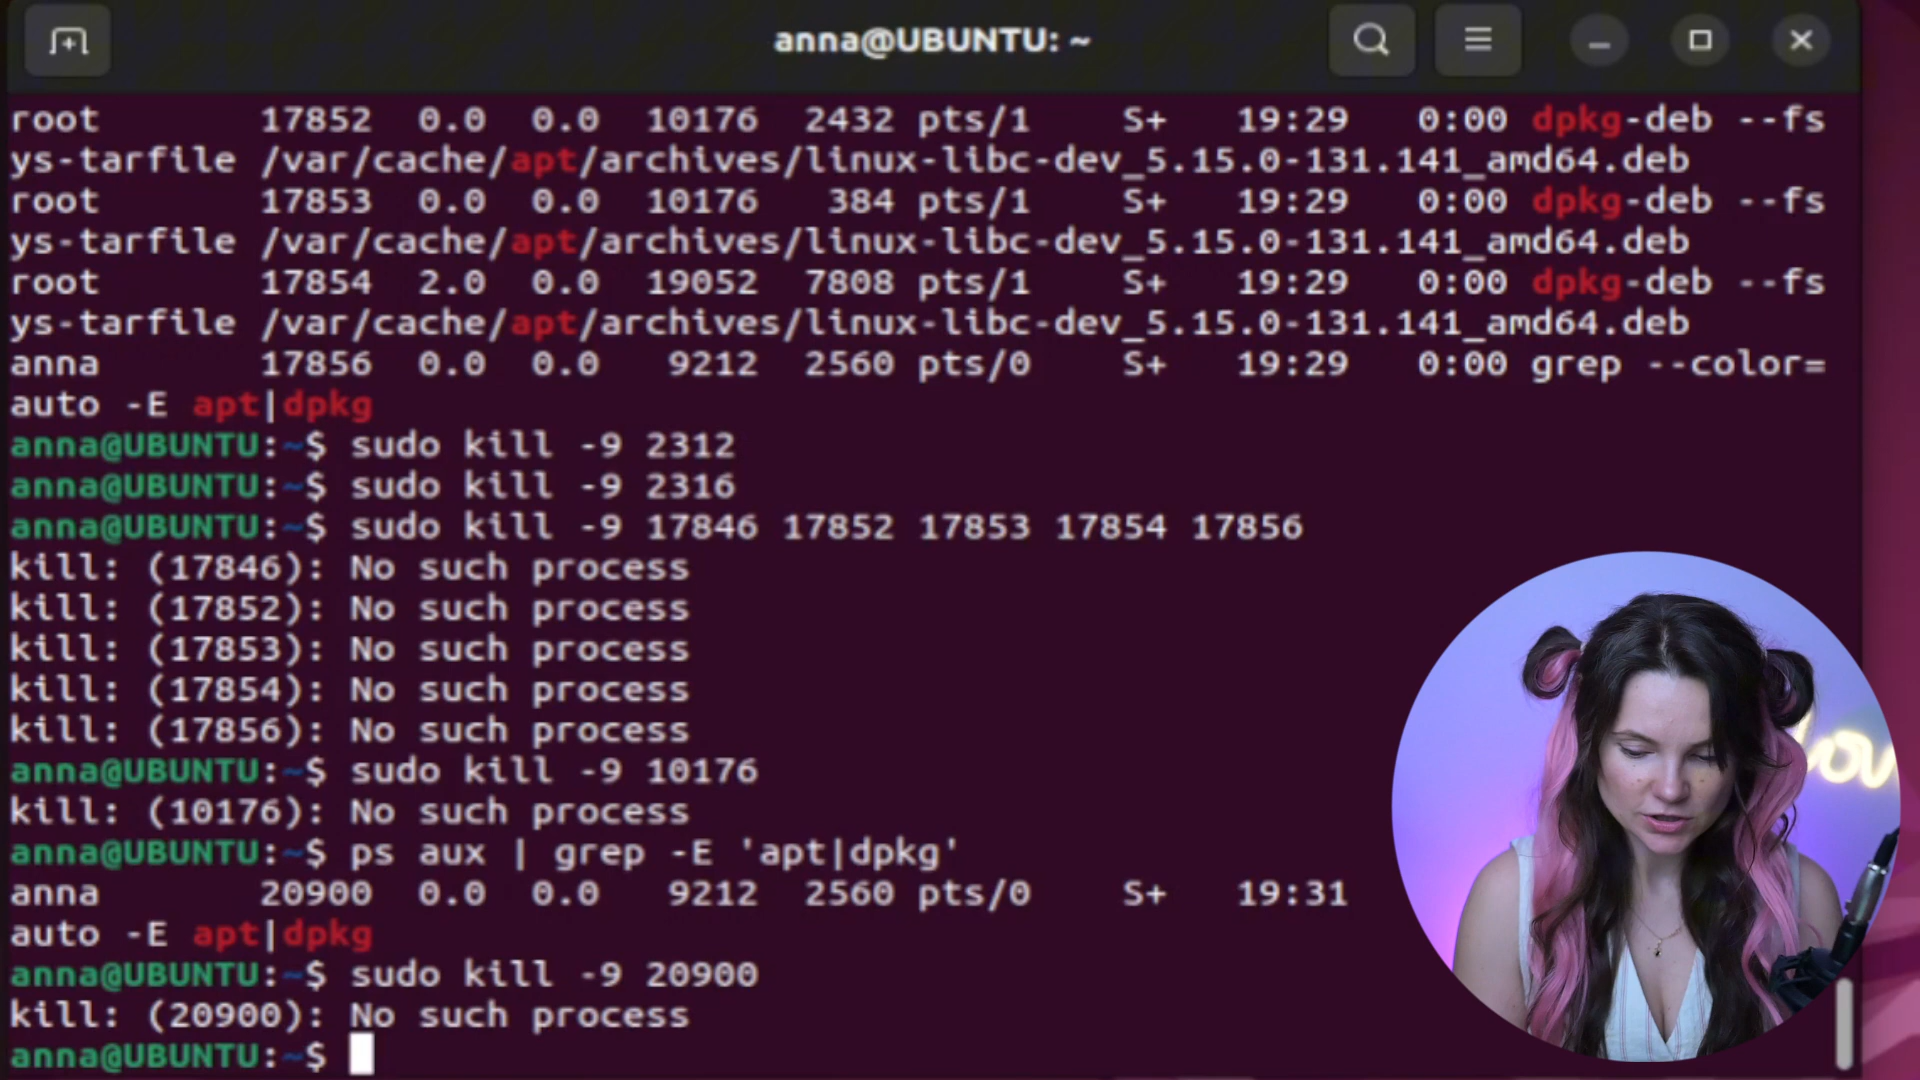 anna@UBUNTU: ~
root 17852 0.0 0.0 10176 2432 pts/1 S+ 19:29 0:00 dpkg-deb --fs
ys-tarfile /var/cache/apt/archives/linux-libc-dev_5.15.0-131.141_amd64.deb
root 17853 0.0 0.0 10176 384 pts/1 S+ 19:29 0:00 dpkg-deb --fs
ys-tarfile /var/cache/apt/archives/linux-libc-dev_5.15.0-131.141_amd64.deb
root 17854 2.0 0.0 19052 7808 pts/1 S+ 19:29 0:00 dpkg-deb --fs
ys-tarfile /var/cache/apt/archives/linux-libc-dev_5.15.0-131.141_amd64.deb
anna 17856 0.0 0.0 9212 2560 pts/0 S+ 19:29 0:00 grep --color=
auto -E apt|dpkg
anna@UBUNTU:~$ sudo kill -9 2312
anna@UBUNTU:~$ sudo kill -9 2316
anna@UBUNTU:~$ sudo kill -9 17846 17852 17853 17854 17856
kill: (17846): No such process
kill: (17852): No such process
kill: (17853): No such process
kill: (17854): No such process
kill: (17856): No such process
anna@UBUNTU:~$ sudo kill -9 10176
kill: (10176): No such process
anna@UBUNTU:~$ ps aux | grep -E 'apt|dpkg'
anna 20900 0.0 0.0 9212 2560 pts/0 S+ 19:31
auto -E apt|dpkg
anna@UBUNTU:~$ sudo kill -9 20900
kill: (20900): No such process
anna@UBUNTU:~$